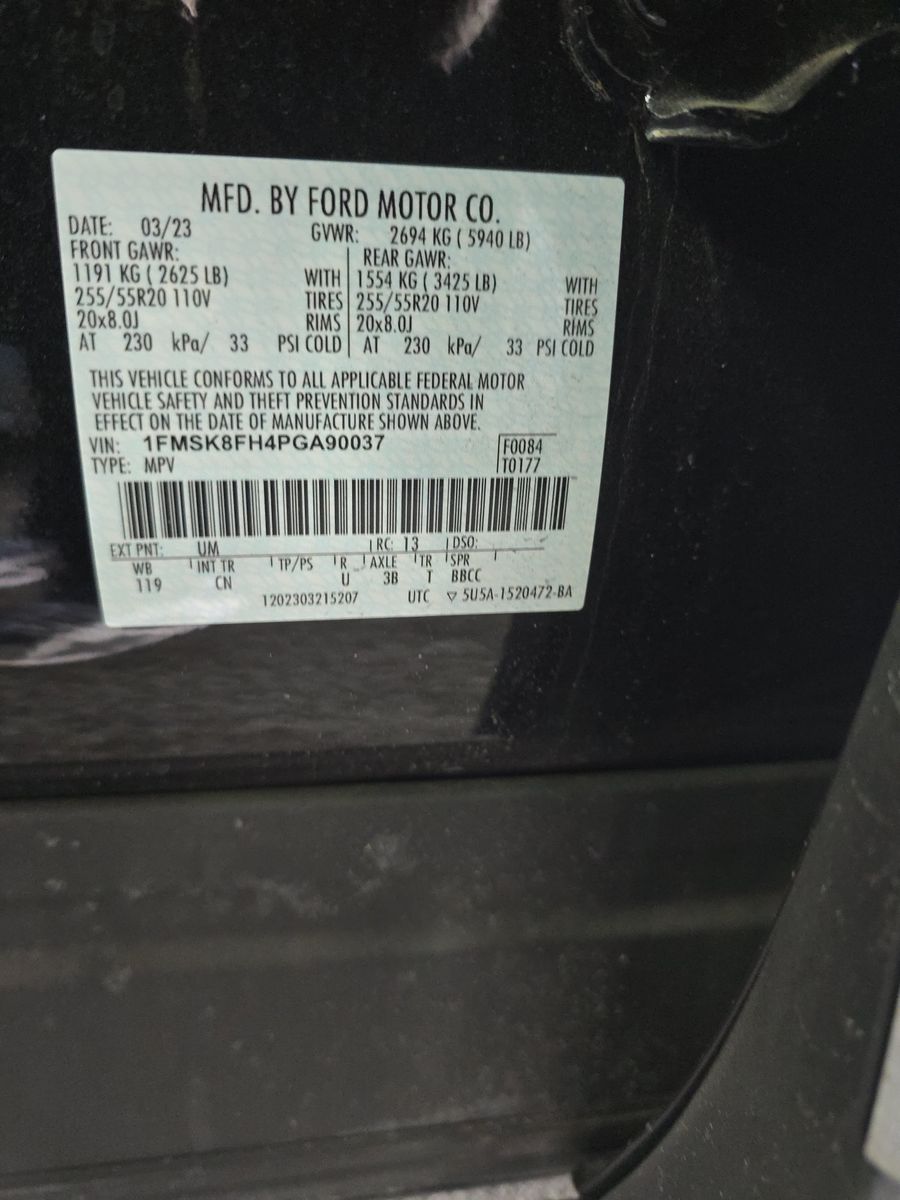 MFD. BY FORD MOTOR CO.
DATE: 03/23 GVWR: 2694 KG ( 5940 LB)
FRONT GAWR: REAR GAWR:
1191 KG ( 2625 LB) WITH 1554 KG ( 3425 LB) WITH
255/55R20 110V TIRES 255/55R20 110V TIRES
20x8.0J RIMS 20x8.0J RIMS
AT 230 kPa/ 33 PSI COLD AT 230 kPa/ 33 PSI COLD
THIS VEHICLE CONFORMS TO ALL APPLICABLE FEDERAL MOTOR
VEHICLE SAFETY AND THEFT PREVENTION STANDARDS IN
EFFECT ON THE DATE OF MANUFACTURE SHOWN ABOVE.
VIN: 1FMSK8FH4PGA90037 F0084
TYPE: MPV T0177
EXT PNT: UM RC: 13 DSO:
WB INT TR TP/PS R AXLE TR SPR
119 CN U 3B T BBCC
1202303215207 UTC ▽ 5U5A-1520472-BA